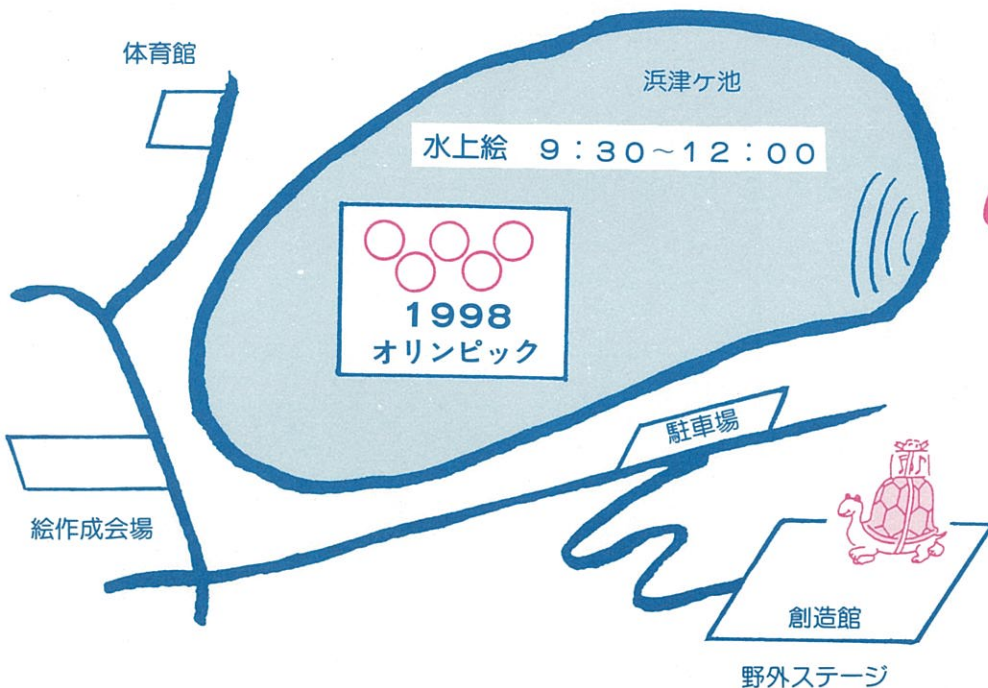 体育館
浜津ケ池
水上絵 9:30~12:00
1998
オリンピック
駐車場
絵作成会場
創造館
野外ステージ